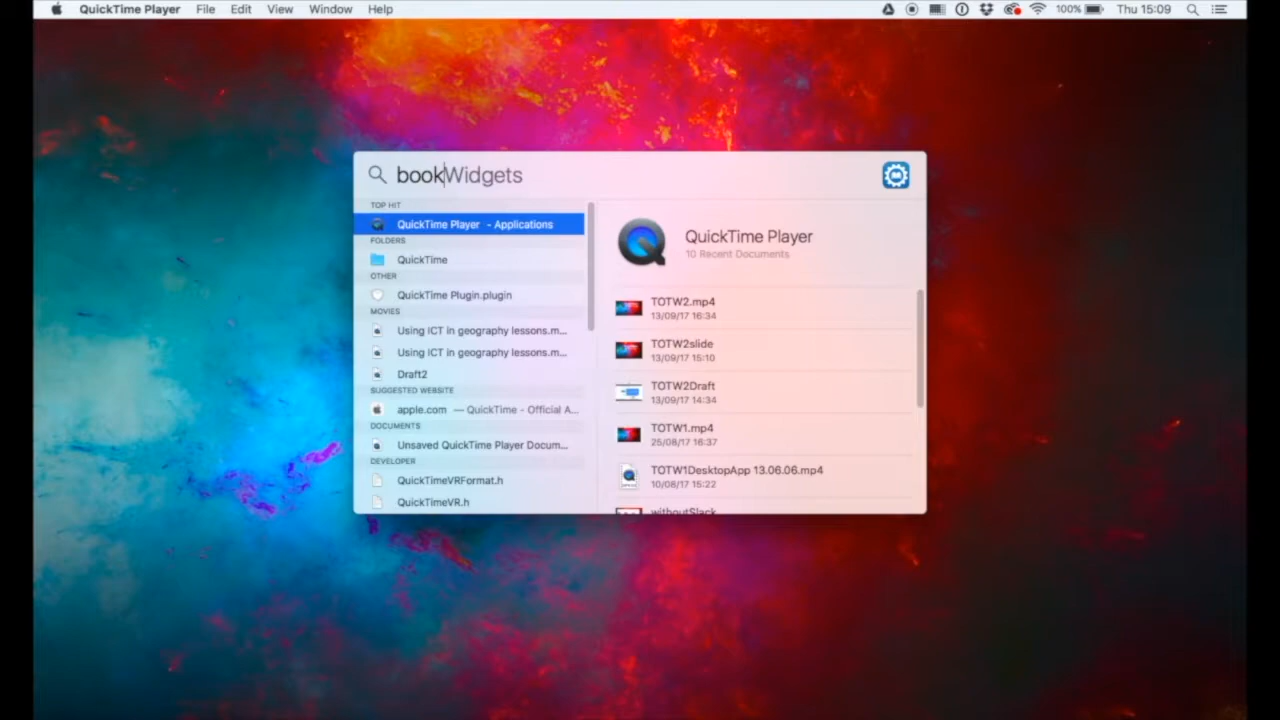 QuickTime Player File Edit View Window Help 100% Thu 15:09
bookWidgets
TOP HIT
QuickTime Player - Applications
FOLDERS
QuickTime
OTHER
QuickTime Plugin.plugin
MOVIES
Using ICT in geography lessons.m...
Using ICT in geography lessons.m...
Draft2
SUGGESTED WEBSITE
apple.com — QuickTime - Official A...
DOCUMENTS
Unsaved QuickTime Player Docum...
DEVELOPER
QuickTimeVRFormat.h
QuickTimeVR.h
QuickTime Player
10 Recent Documents
TOTW2.mp4
13/09/17 16:34
TOTW2slide
13/09/17 15:10
TOTW2Draft
13/09/17 14:34
TOTW1.mp4
25/08/17 16:37
TOTW1DesktopApp 13.06.06.mp4
10/08/17 15:22
withoutSlack